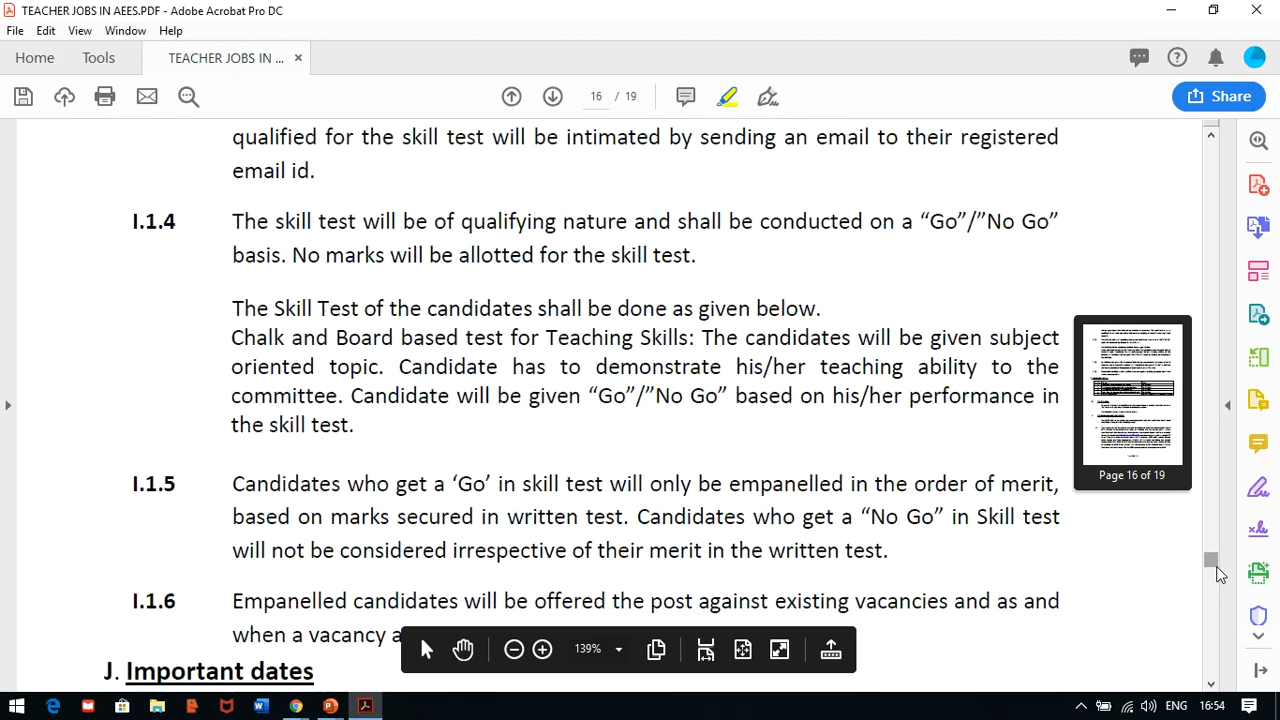 TEACHER JOBS IN AEES.PDF - Adobe Acrobat Pro DC
File Edit View Window Help
Home Tools TEACHER JOBS IN ... ×
16 / 19
Share
qualified for the skill test will be intimated by sending an email to their registered
email id.
I.1.4 The skill test will be of qualifying nature and shall be conducted on a “Go”/”No Go”
basis. No marks will be allotted for the skill test.
The Skill Test of the candidates shall be done as given below.
Chalk and Board based test for Teaching Skills: The candidates will be given subject
oriented topic. Candidate has to demonstrate his/her teaching ability to the
committee. Candidate will be given “Go”/”No Go” based on his/her performance in
the skill test.
I.1.5 Candidates who get a ‘Go’ in skill test will only be empanelled in the order of merit,
based on marks secured in written test. Candidates who get a “No Go” in Skill test
will not be considered irrespective of their merit in the written test.
I.1.6 Empanelled candidates will be offered the post against existing vacancies and as and
when a vacancy a
J. Important dates
Page 16 of 19
139%
ENG 16:54